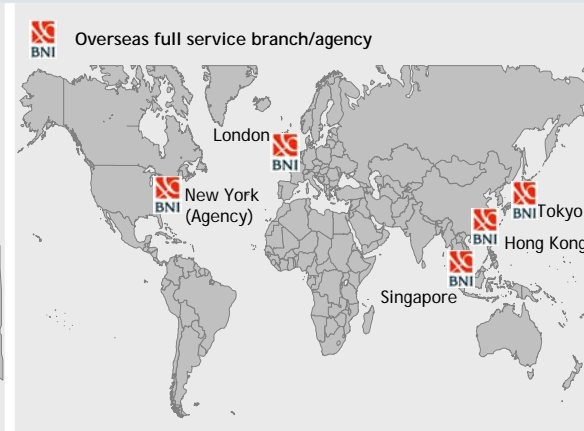 BNI
Overseas full service branch/agency
London
BNI
New York
(Agency)
BNI
BNI
Tokyo
BNI
Hong Kong
BNI
Singapore